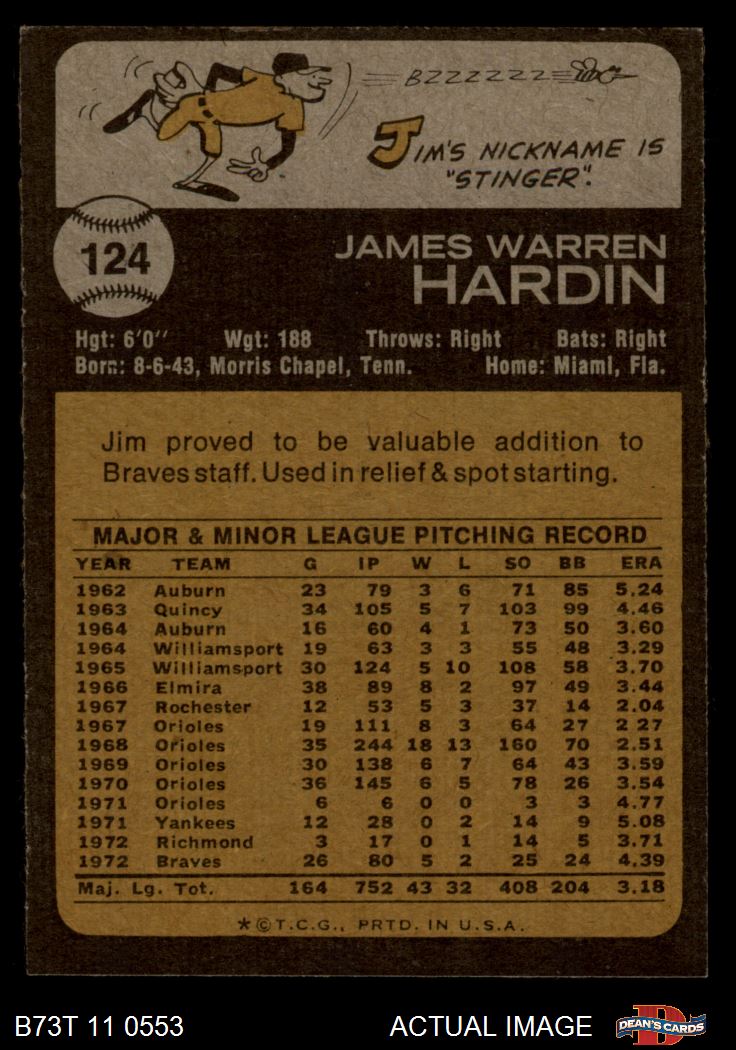 BZZZZZZZ
JIM'S NICKNAME IS
"STINGER".
124
JAMES WARREN
HARDIN
Hgt: 6'0" Wgt: 188 Throws: Right Bats: Right
Born: 8-6-43, Morris Chapel, Tenn. Home: Miami, Fla.
Jim proved to be valuable addition to
Braves staff. Used in relief & spot starting.
MAJOR & MINOR LEAGUE PITCHING RECORD
YEAR TEAM G IP W L SO BB ERA
1962 Auburn 23 79 3 6 71 85 5.24
1963 Quincy 34 105 5 7 103 99 4.46
1964 Auburn 16 60 4 1 73 50 3.60
1964 Williamsport 19 63 3 3 55 48 3.29
1965 Williamsport 30 124 5 10 108 58 3.70
1966 Elmira 38 89 8 2 97 49 3.44
1967 Rochester 12 53 5 3 37 14 2.04
1967 Orioles 19 111 8 3 64 27 2 27
1968 Orioles 35 244 18 13 160 70 2.51
1969 Orioles 30 138 6 7 64 43 3.59
1970 Orioles 36 145 6 5 78 26 3.54
1971 Orioles 6 6 0 0 3 3 4.77
1971 Yankees 12 28 0 2 14 9 5.08
1972 Richmond 3 17 0 1 14 5 3.71
1972 Braves 26 80 5 2 25 24 4.39
Maj. Lg. Tot. 164 752 43 32 408 204 3.18
*©T.C.G., PRTD. IN U.S.A.
B73T 11 0553 ACTUAL IMAGE D DEAN'S CARDS